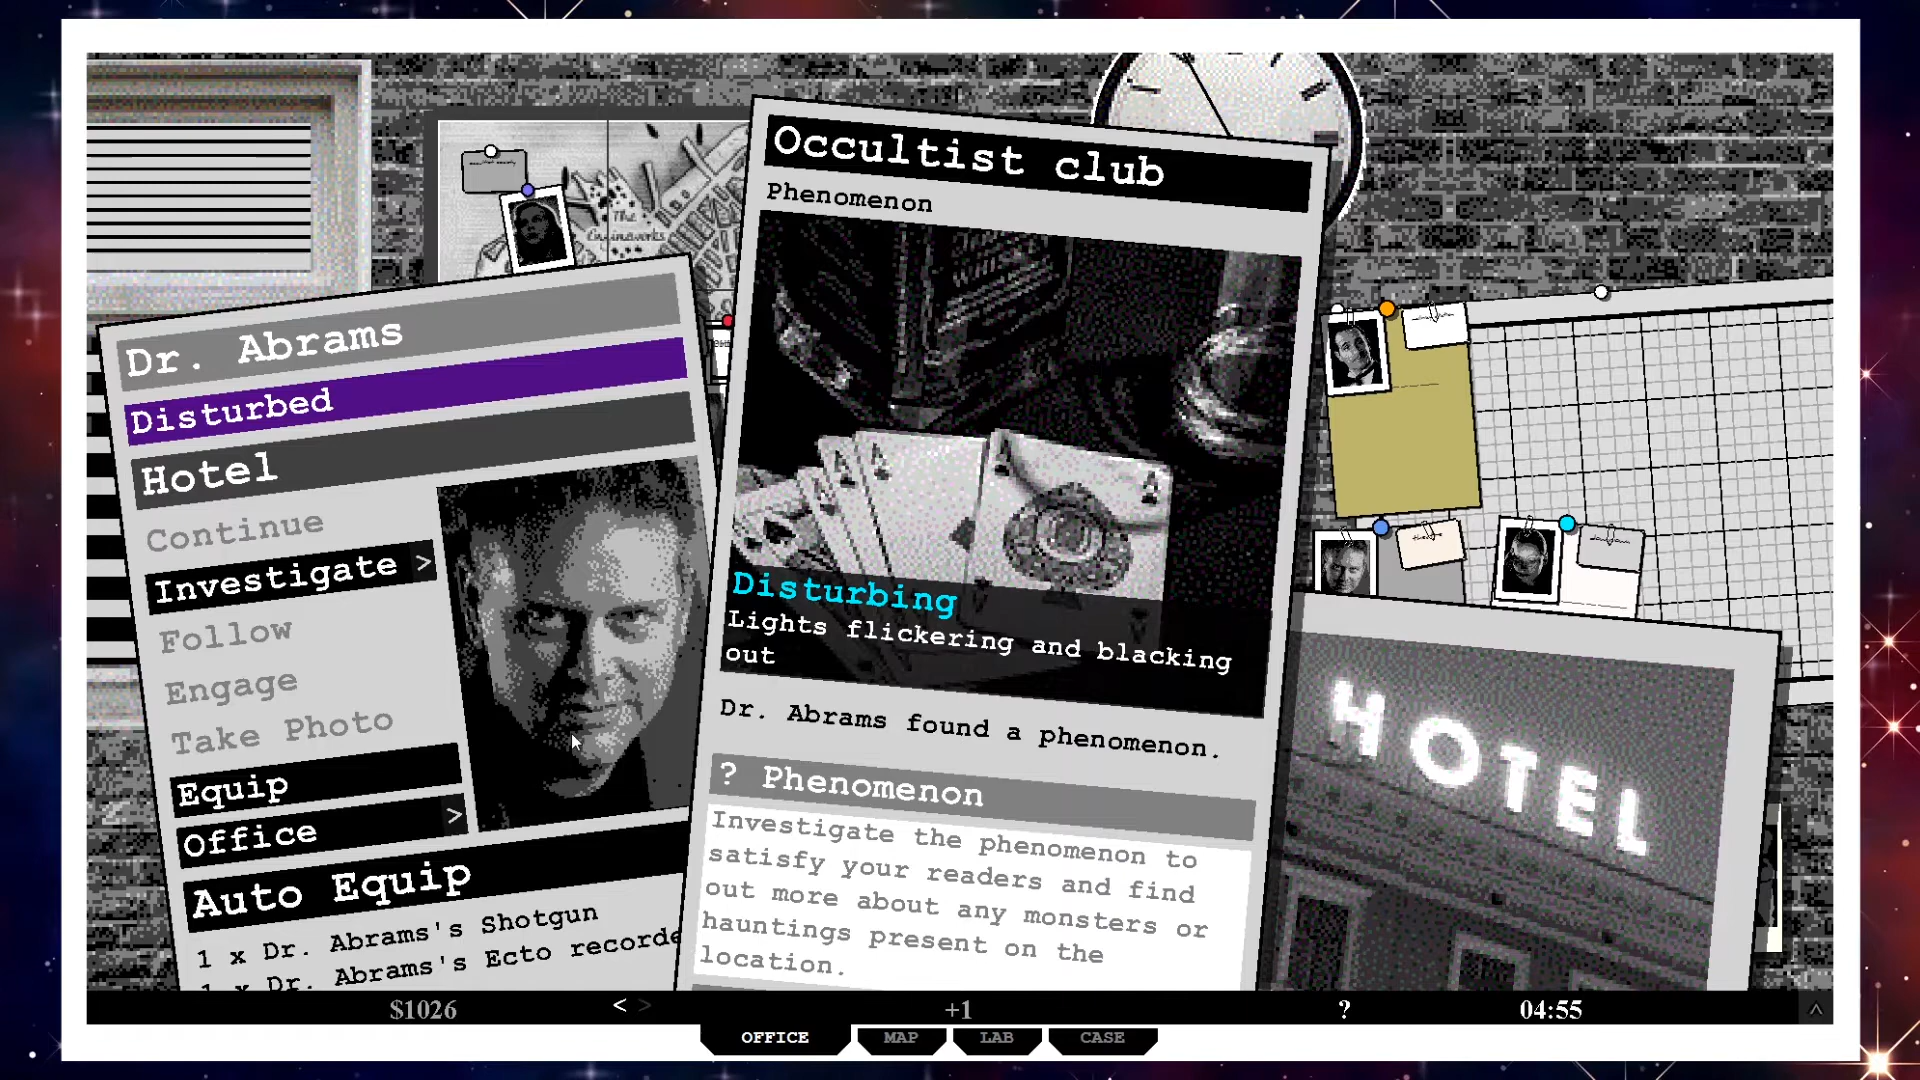 The
Dr. Abrams
Disturbed
Hotel
Continue
Investigate >
Follow
Engage
Take Photo
Equip
Office >
Auto Equip
1 x Dr. Abrams's Shotgun
1 x Dr. Abrams's Ecto recorde
Occultist club
Phenomenon
A
A
A
A
Disturbing
Lights flickering and blacking
out
Dr. Abrams found a phenomenon.
? Phenomenon
Investigate the phenomenon to
satisfy your readers and find
out more about any monsters or
hauntings present on the
location.
HOTEL
$1026
< >
+1
?
04:55
^
OFFICE
MAP
LAB
CASE